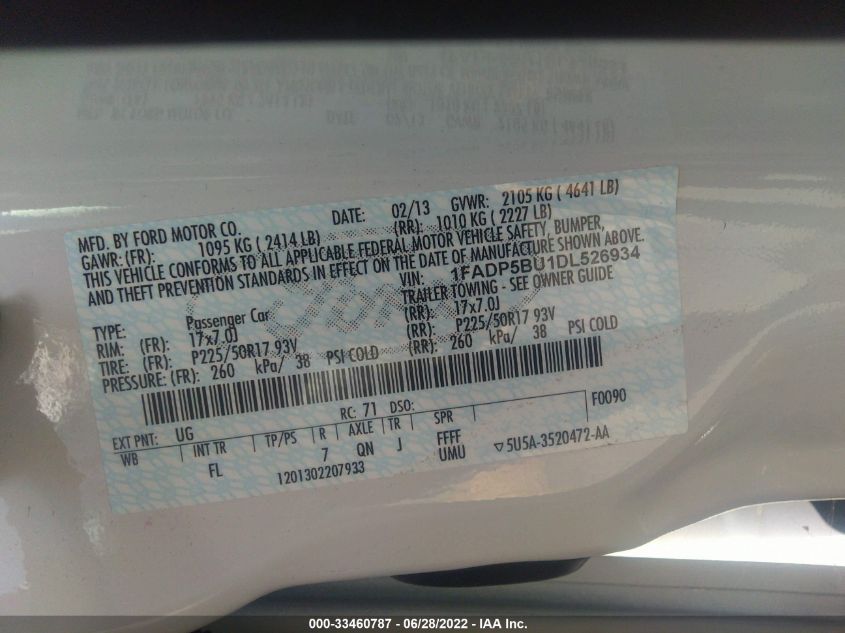 MFD. BY FORD MOTOR CO. DATE: 02/13 GVWR: 2105 KG ( 4641 LB)
GAWR: (FR): 1095 KG ( 2414 LB) (RR): 1010 KG ( 2227 LB)
THIS VEHICLE CONFORMS TO ALL APPLICABLE FEDERAL MOTOR VEHICLE SAFETY, BUMPER,
AND THEFT PREVENTION STANDARDS IN EFFECT ON THE DATE OF MANUFACTURE SHOWN ABOVE.
VIN: 1FADP5BU1DL526934
TYPE: Passenger Car TRAILER TOWING - SEE OWNER GUIDE
RIM: (FR): 17x7.0J (RR): 17x7.0J
TIRE: (FR): P225/50R17 93V (RR): P225/50R17 93V
PRESSURE: (FR): 260 kPa/ 38 PSI COLD (RR): 260 kPa/ 38 PSI COLD
EXT PNT: UG RC: 71 DSO: F0090
WB INT TR TP/PS R AXLE TR SPR
FL 7 QN J FFFF
UMU
1201302207933 ▽5U5A-3520472-AA
000-33460787 - 06/28/2022 - IAA Inc.